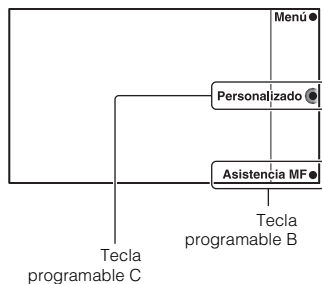 Menú
Personalizado
Asistencia MF
Tecla
programable B
Tecla
programable C